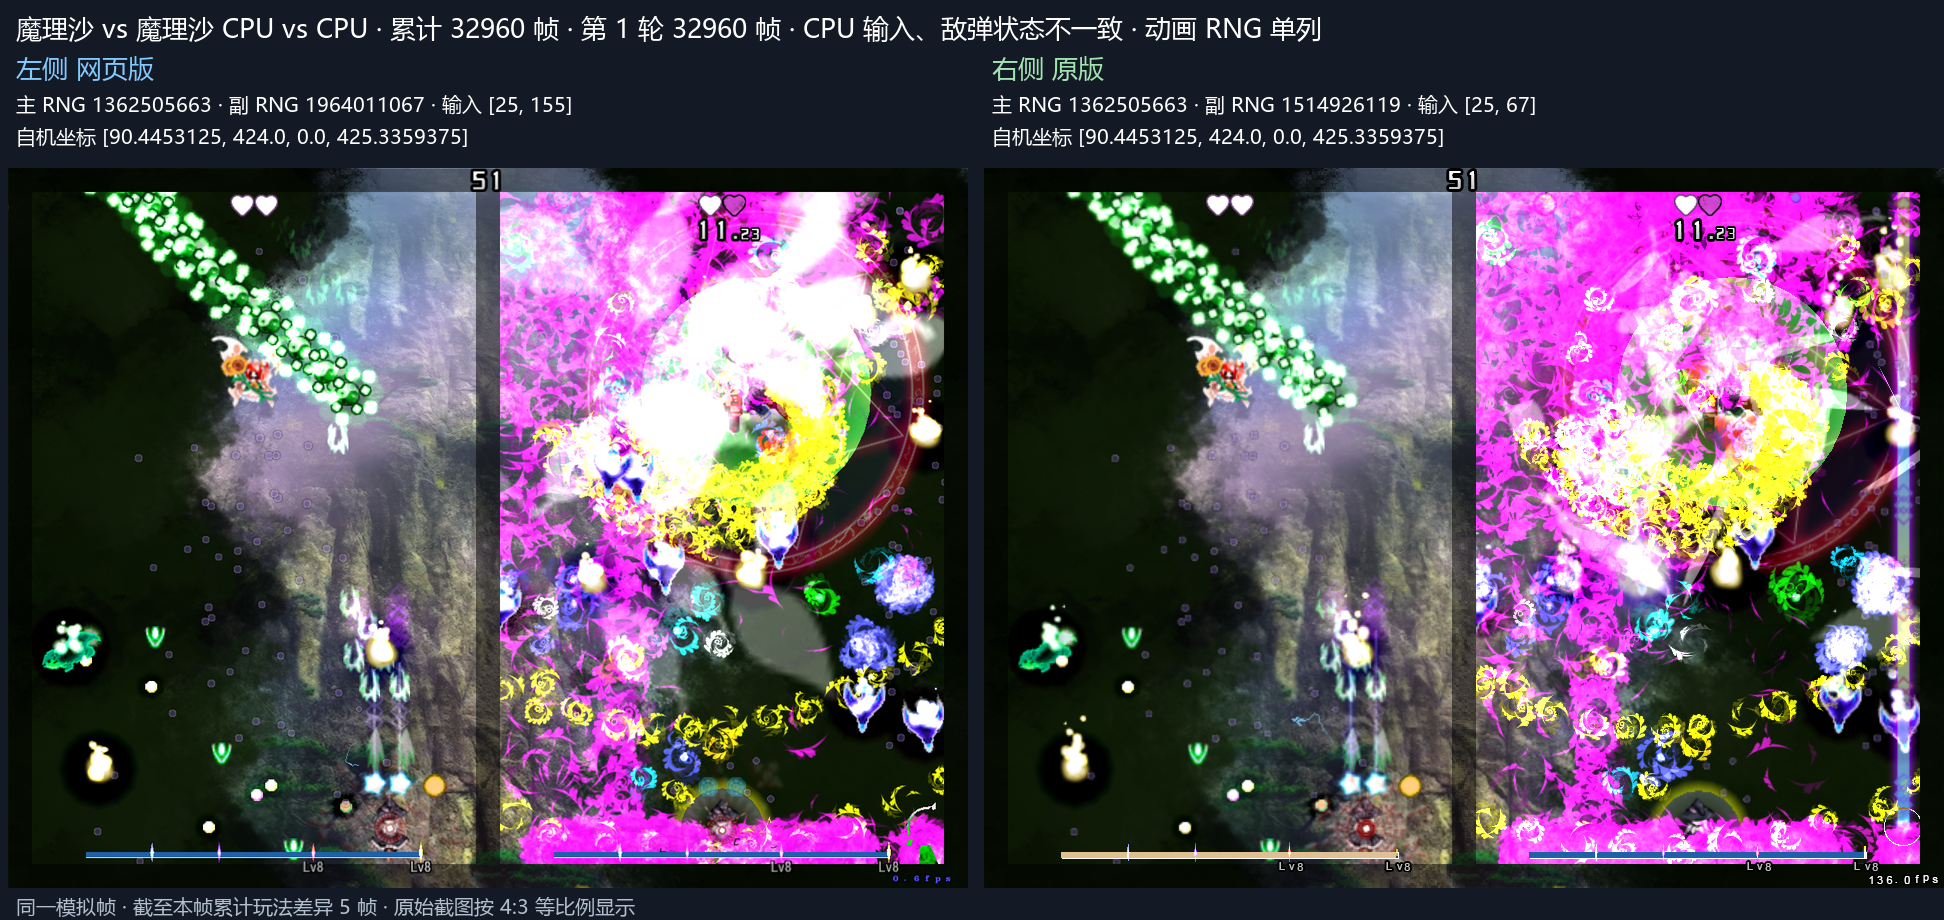 魔理沙 vs 魔理沙 CPU vs CPU · 累计 32960 帧 · 第 1 轮 32960 帧 · CPU 输入、敌弹状态不一致 · 动画 RNG 单列
左侧 网页版
主 RNG 1362505663 · 副 RNG 1964011067 · 输入 [25, 155]
自机坐标 [90.4453125, 424.0, 0.0, 425.3359375]
右侧 原版
主 RNG 1362505663 · 副 RNG 1514926119 · 输入 [25, 67]
自机坐标 [90.4453125, 424.0, 0.0, 425.3359375]
51
11.23
Lv8
Lv8
Lv8
Lv8
0.6fps
51
11.23
Lv8
Lv8
Lv8
Lv8
136.0fps
同一模拟帧 · 截至本帧累计玩法差异 5 帧 · 原始截图按 4:3 等比例显示